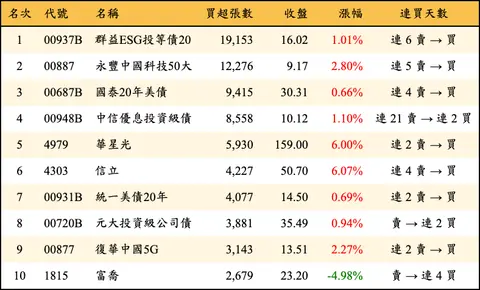 名次 代號 名稱 買超張數 收盤 漲幅 連買天數
1 00937B 群益ESG投等債20 19,153 16.02 1.01% 連 6 賣 → 買
2 00887 永豐中國科技50大 12,276 9.17 2.80% 連 5 賣 → 買
3 00687B 國泰20年美債 9,415 30.31 0.66% 連 4 賣 → 買
4 00948B 中信優息投資級債 8,558 10.12 1.10% 連 21 賣 → 連 2 買
5 4979 華星光 5,930 159.00 6.00% 連 2 賣 → 買
6 4303 信立 4,227 50.70 6.07% 連 4 賣 → 買
7 00931B 統一美債20年 4,077 14.50 0.69% 連 2 賣 → 買
8 00720B 元大投資級公司債 3,881 35.49 0.94% 賣 → 連 2 買
9 00877 復華中國5G 3,143 13.51 2.27% 連 2 賣 → 買
10 1815 富喬 2,679 23.20 -4.98% 賣 → 連 4 買